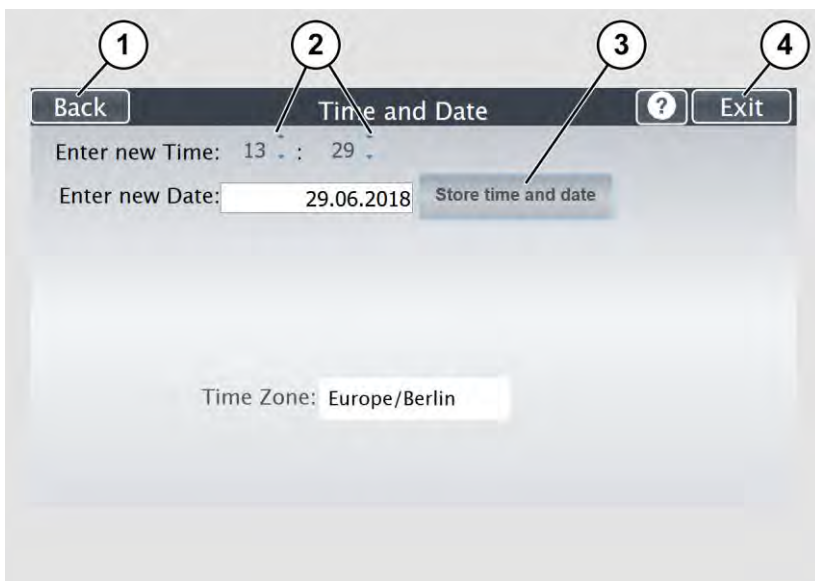 1 2 3 4
Back Time and Date ? Exit
Enter new Time: 13 : 29
Enter new Date: 29.06.2018 Store time and date
Time Zone: Europe/Berlin